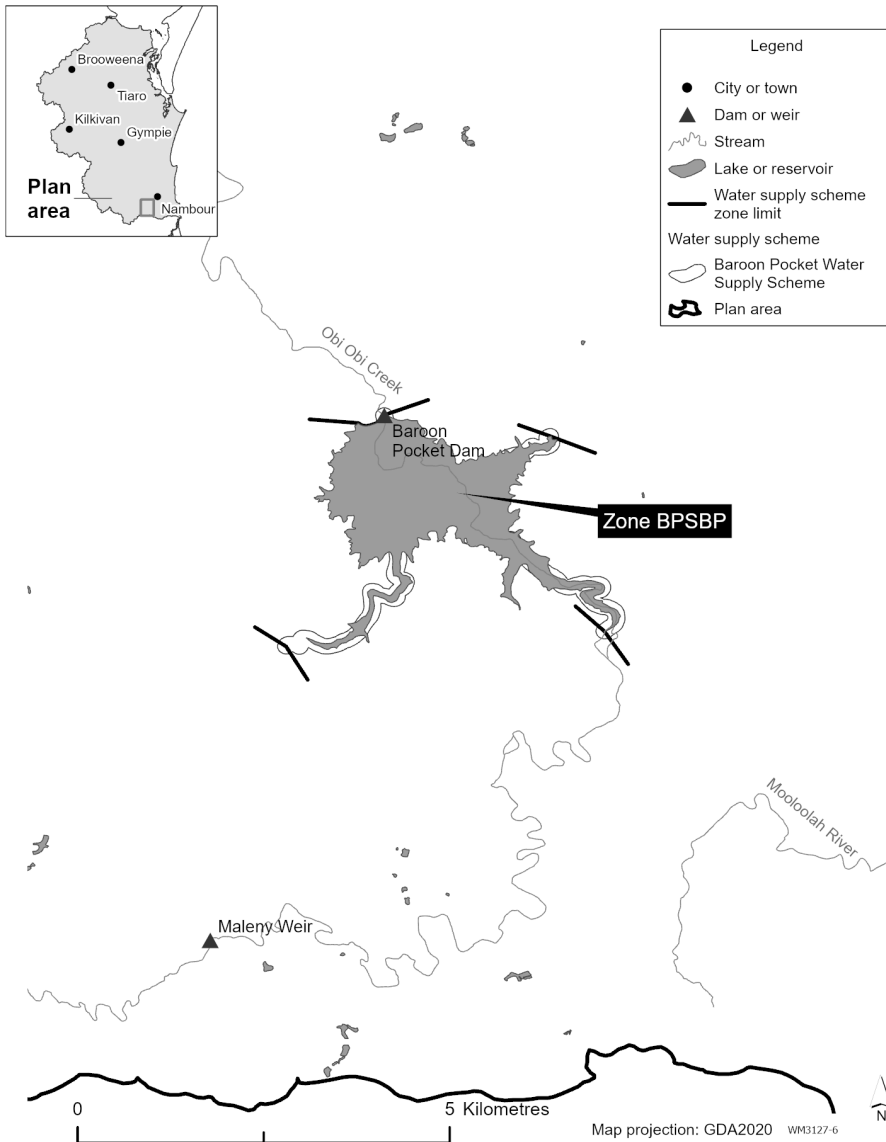 Brooweena
Tiaro
Kilkivan
Gympie
Plan
area
Nambour
Legend
City or town
Dam or weir
Stream
Lake or reservoir
Water supply scheme
zone limit
Water supply scheme
Baroon Pocket Water
Supply Scheme
Plan area
Obi Obi Creek
Baroon
Pocket Dam
Zone BPSBP
Mooloolah River
Maleny Weir
0
5 Kilometres
Map projection: GDA2020
WM3127-6
N